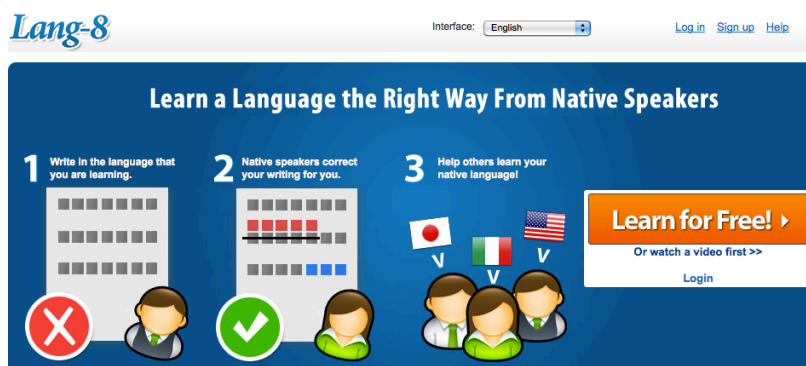 Lang-8
Interface: English
Log in Sign up Help
Learn a Language the Right Way From Native Speakers
1 Write in the language that
you are learning.
2 Native speakers correct
your writing for you.
3 Help others learn your
native language!
Learn for Free!
Or watch a video first >>
Login